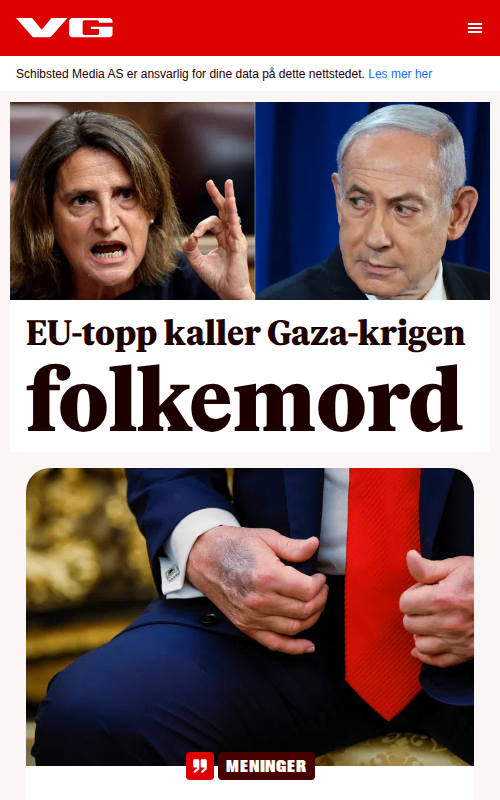 VG
Schibsted Media AS er ansvarlig for dine data på dette nettstedet. Les mer her
EU-topp kaller Gaza-krigen
folkemord
MENINGER